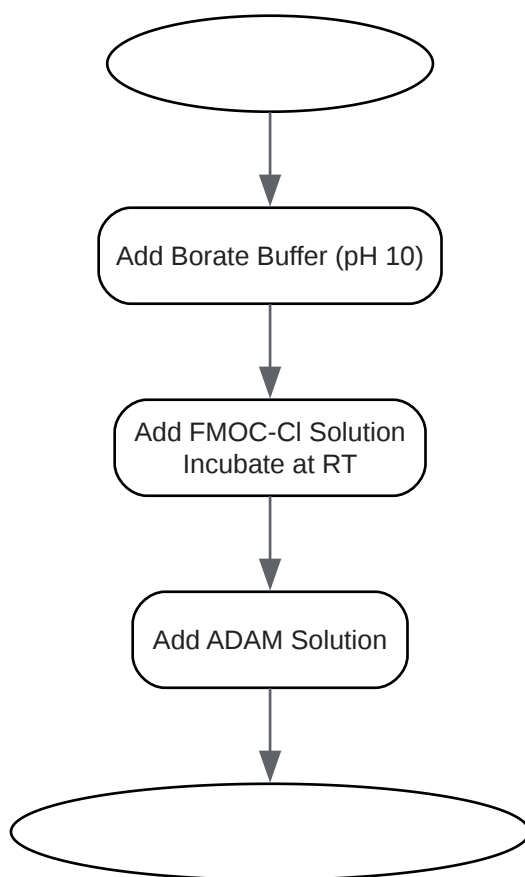 Add Borate Buffer (pH 10)
Add FMOC-Cl Solution
Incubate at RT
Add ADAM Solution